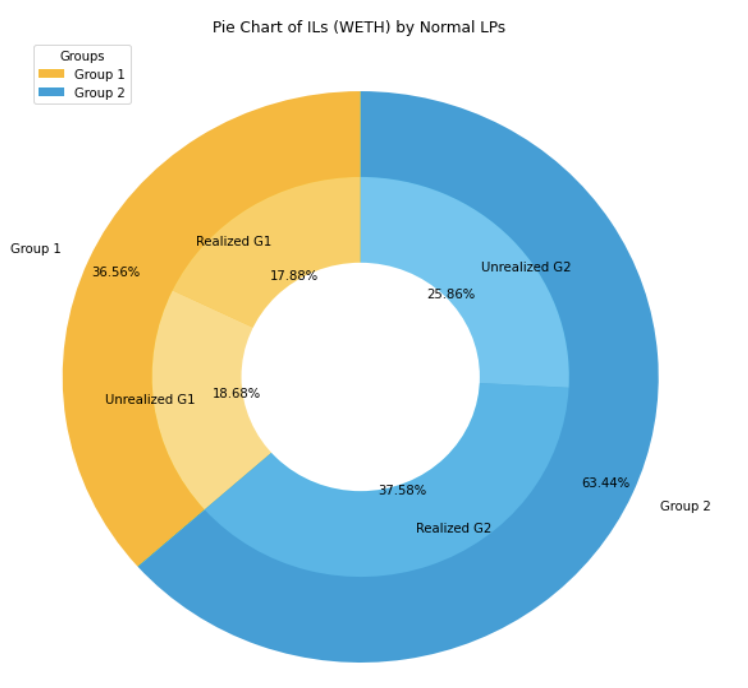 Pie Chart of ILs (WETH) by Normal LPs
Groups
Group 1
Group 2
Realized G1
Group 1
Unrealized G2
36.56%
17.88%
25.86%
18.68%
Unrealized G1
63.44%
37.58%
Group 2
Realized G2